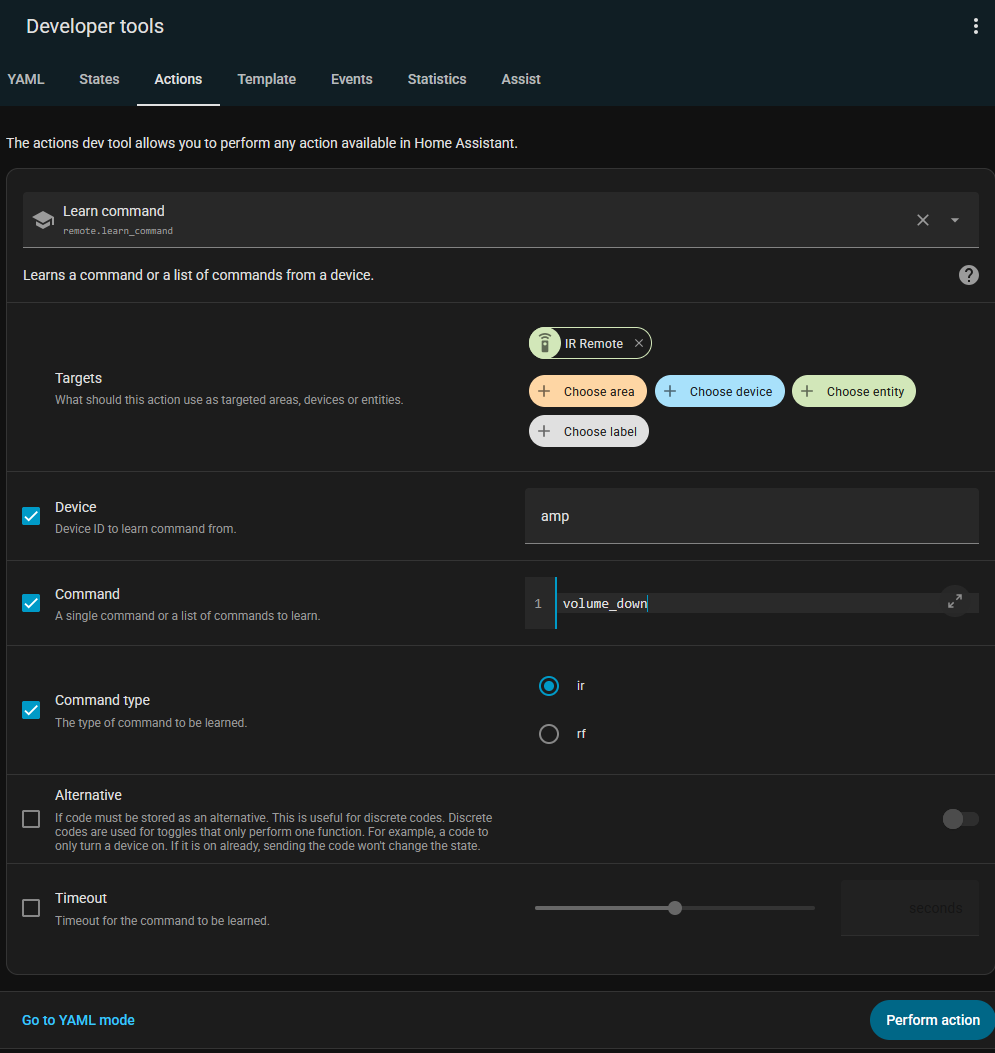 Developer tools
YAML States Actions Template Events Statistics Assist
The actions dev tool allows you to perform any action available in Home Assistant.
Learn command
remote.learn_command
Learns a command or a list of commands from a device.
IR Remote
Targets
What should this action use as targeted areas, devices or entities.
Choose area Choose device Choose entity
Choose label
Device
Device ID to learn command from.
amp
Command
A single command or a list of commands to learn.
1 volume_down
Command type
The type of command to be learned.
ir
rf
Alternative
If code must be stored as an alternative. This is useful for discrete codes. Discrete
codes are used for toggles that only perform one function. For example, a code to
only turn a device on. If it is on already, sending the code won't change the state.
Timeout
Timeout for the command to be learned.
seconds
Go to YAML mode
Perform action